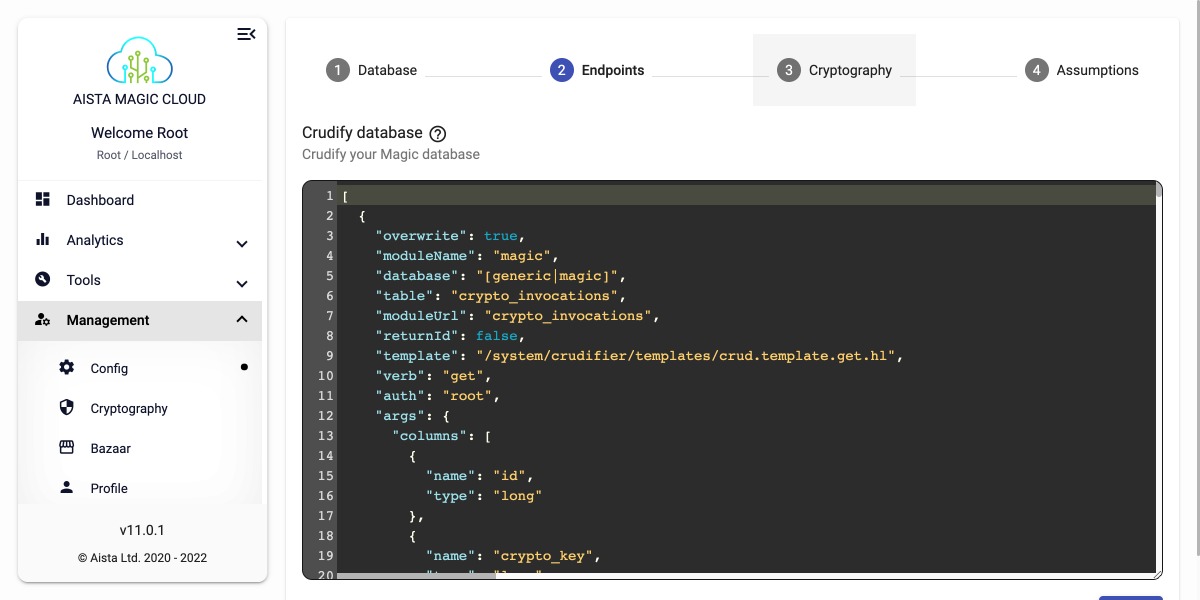 AISTA MAGIC CLOUD
Welcome Root
Root / Localhost
Dashboard
Analytics
Tools
Management
Config
Cryptography
Bazaar
Profile
v11.0.1
© Aista Ltd. 2020 - 2022
1 Database
2 Endpoints
3 Cryptography
4 Assumptions
Crudify database ?
Crudify your Magic database
1 [
2 {
3 "overwrite": true,
4 "moduleName": "magic",
5 "database": "[generic|magic]",
6 "table": "crypto_invocations",
7 "moduleUrl": "crypto_invocations",
8 "returnId": false,
9 "template": "/system/crudifier/templates/crud.template.get.hl",
10 "verb": "get",
11 "auth": "root",
12 "args": {
13 "columns": [
14 {
15 "name": "id",
16 "type": "long"
17 },
18 {
19 "name": "crypto_key",
20